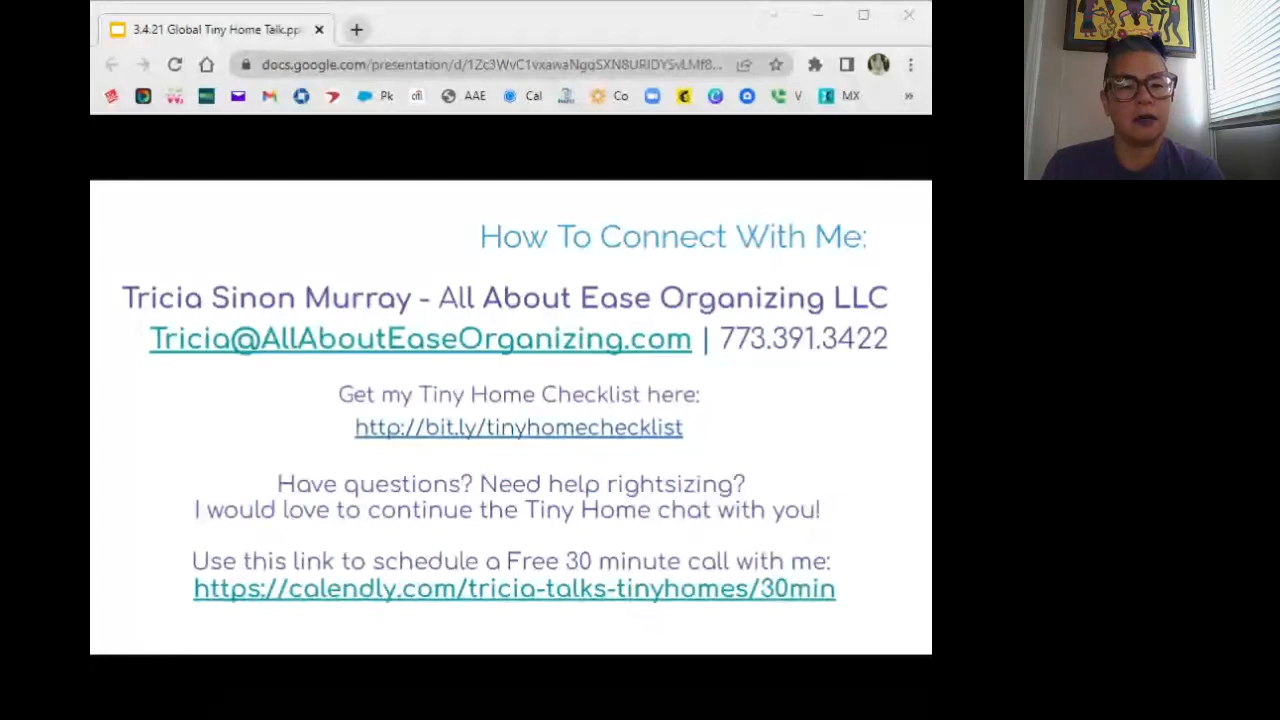 3.4.21 Global Tiny Home Talk.pp
docs.google.com/presentation/d/1Zc3WvC1vxawaNgqSXN8URIDYSvLMf8...
Pk
cfl
AAE
Cal
Co
V
MX
»
How To Connect With Me:
Tricia Sinon Murray - All About Ease Organizing LLC
Tricia@AllAboutEaseOrganizing.com | 773.391.3422
Get my Tiny Home Checklist here:
http://bit.ly/tinyhomechecklist
Have questions? Need help rightsizing?
I would love to continue the Tiny Home chat with you!
Use this link to schedule a Free 30 minute call with me:
https://calendly.com/tricia-talks-tinyhomes/30min